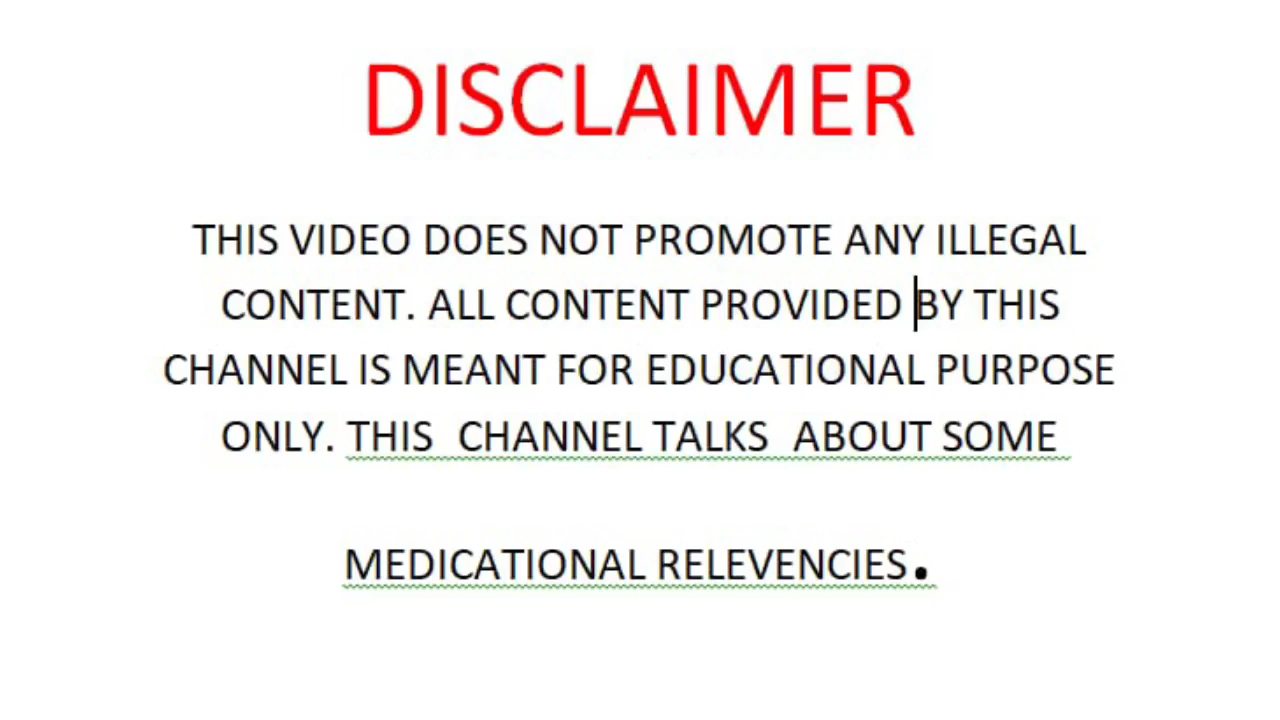 DISCLAIMER
THIS VIDEO DOES NOT PROMOTE ANY ILLEGAL
CONTENT. ALL CONTENT PROVIDED BY THIS
CHANNEL IS MEANT FOR EDUCATIONAL PURPOSE
ONLY. THIS CHANNEL TALKS ABOUT SOME
MEDICATIONAL RELEVENCIES.